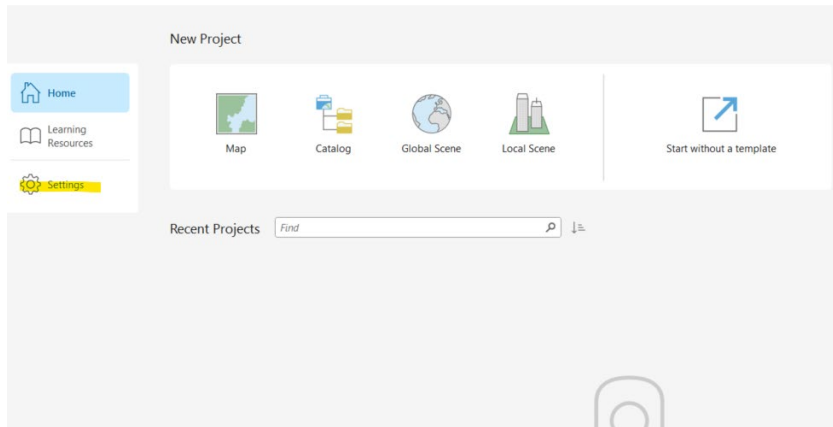 New Project
Home
Learning
Resources
Settings
Map
Catalog
Global Scene
Local Scene
Start without a template
Recent Projects
Find